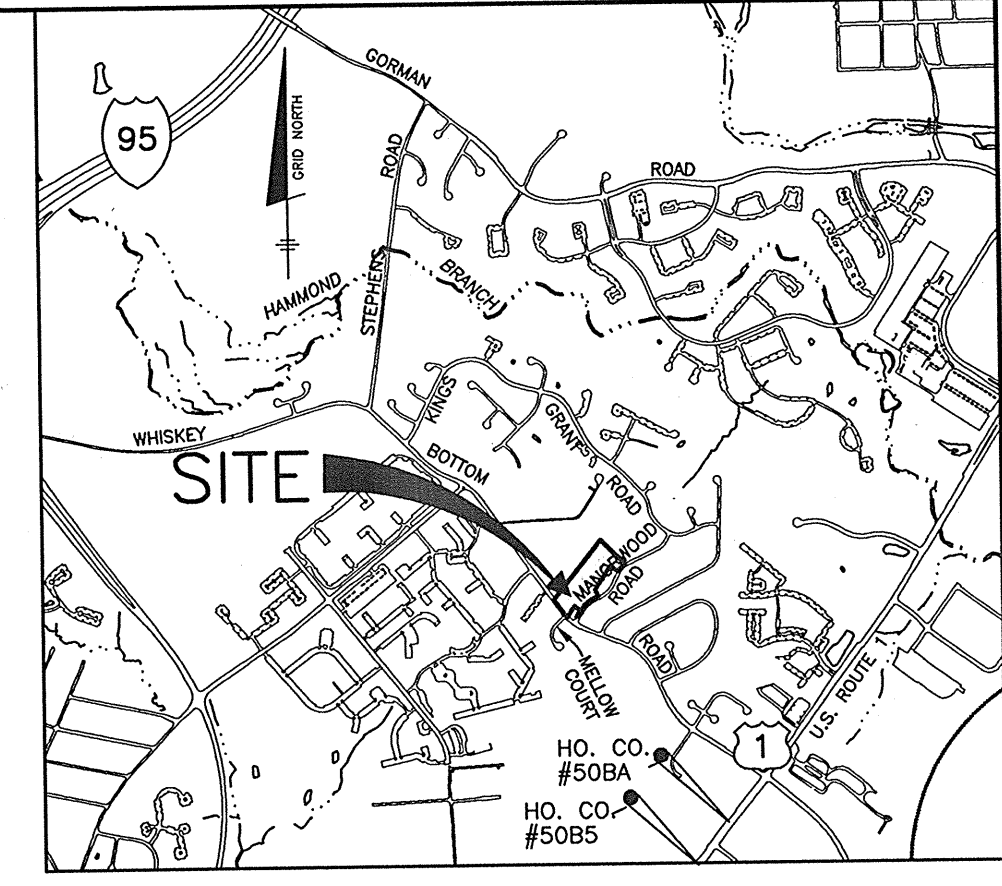 GORMAN
ROAD
95
GRID NORTH
STEPHENS
ROAD
HAMMOND
BRANCH
WHISKEY
BOTTOM
ROAD
KINGS
GRANT
ROAD
SITE
MANORWOOD
ROAD
MELLOW
COURT
HO. CO.
#50BA
HO. CO.
#50B5
U.S. ROUTE 1
1